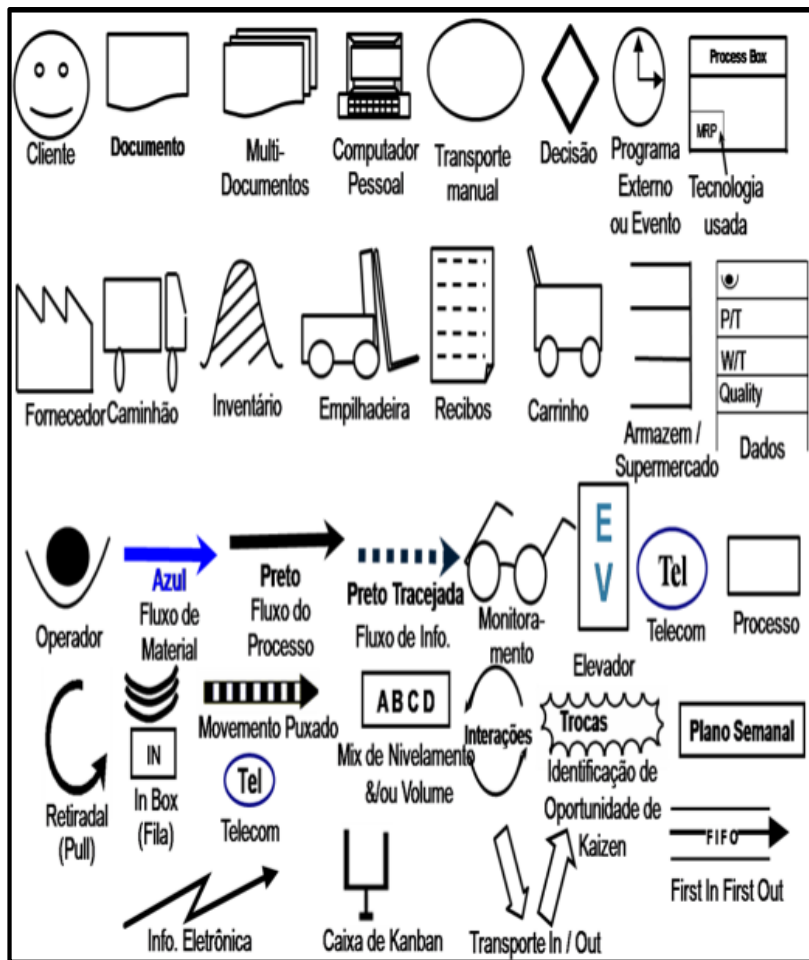 Process Box
MRP
Cliente
Documento
Multi-
Documentos
Computador
Pessoal
Transporte
manual
Decisão
Programa
Externo
ou Evento
Tecnologia
usada
Fornecedor
Caminhão
Inventário
Empilhadeira
Recibos
Carrinho
Armazem /
Supermercado
P/T
W/T
Quality
Dados
Operador
Azul
Fluxo de
Material
Preto
Fluxo do
Processo
Preto Tracejada
Fluxo de Info.
Monitora-
mento
E
V
Elevador
Tel
Telecom
Processo
Retiradal
(Pull)
IN
In Box
(Fila)
Movemento Puxado
Tel
Telecom
A B C D
Mix de Nivelamento
&/ou Volume
Interações
Trocas
Identificação de
Oportunidade de
Kaizen
Plano Semanal
FIFO
First In First Out
Info. Eletrônica
Caixa de Kanban
Transporte In / Out